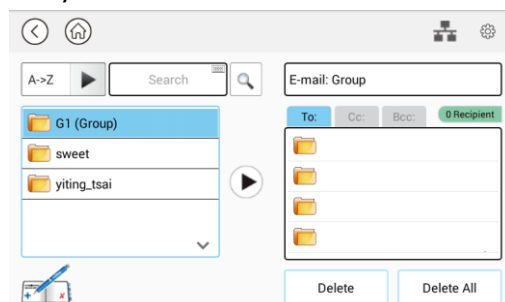 A->Z
Search
E-mail: Group
To:
Cc:
Bcc:
0 Recipient
G1 (Group)
sweet
yiting_tsai
Delete
Delete All